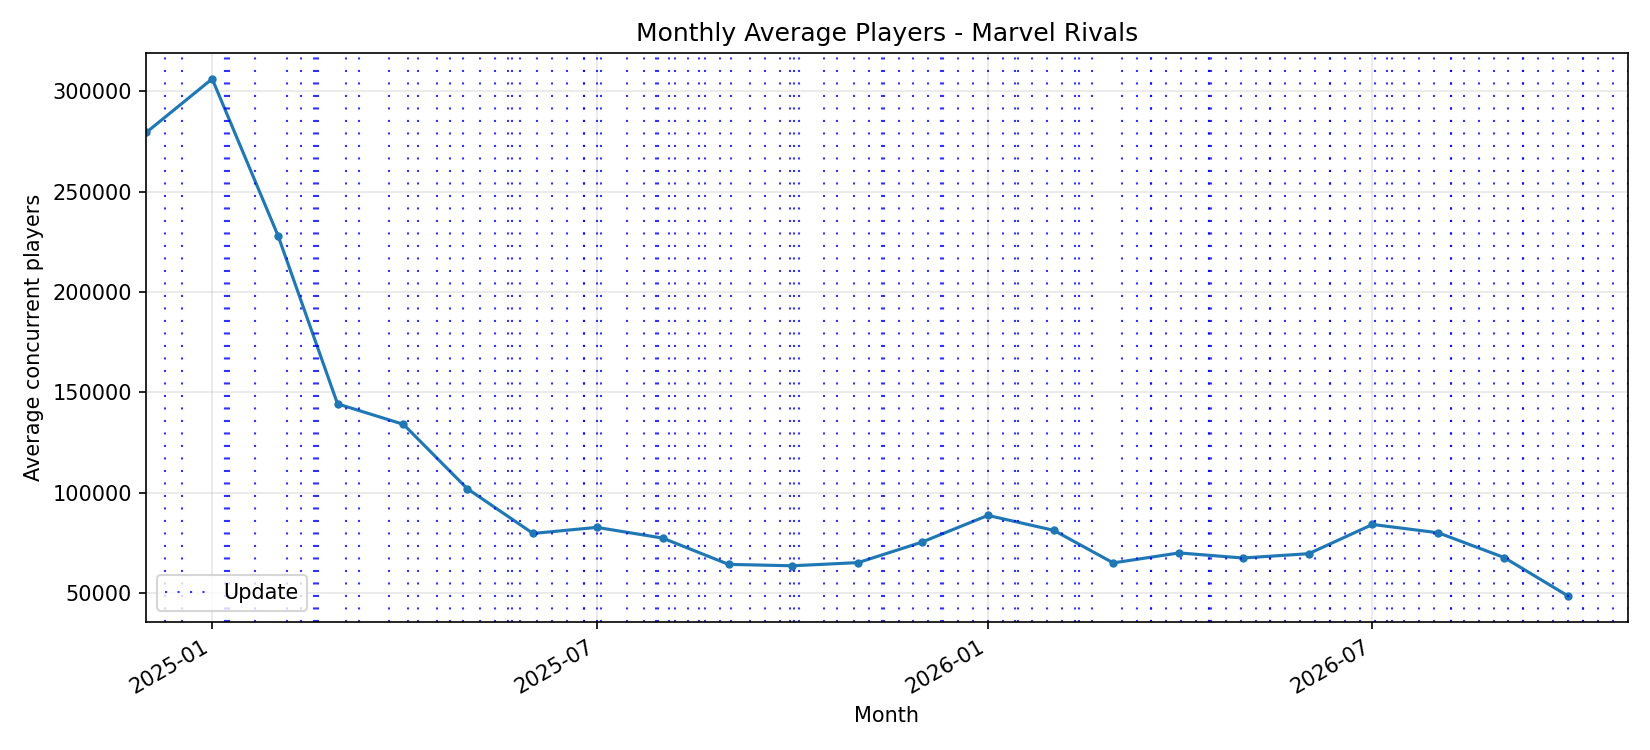 Monthly Average Players - Marvel Rivals
Average concurrent players
300000
250000
200000
150000
100000
50000
Update
2025-01
2025-07
2026-01
2026-07
Month